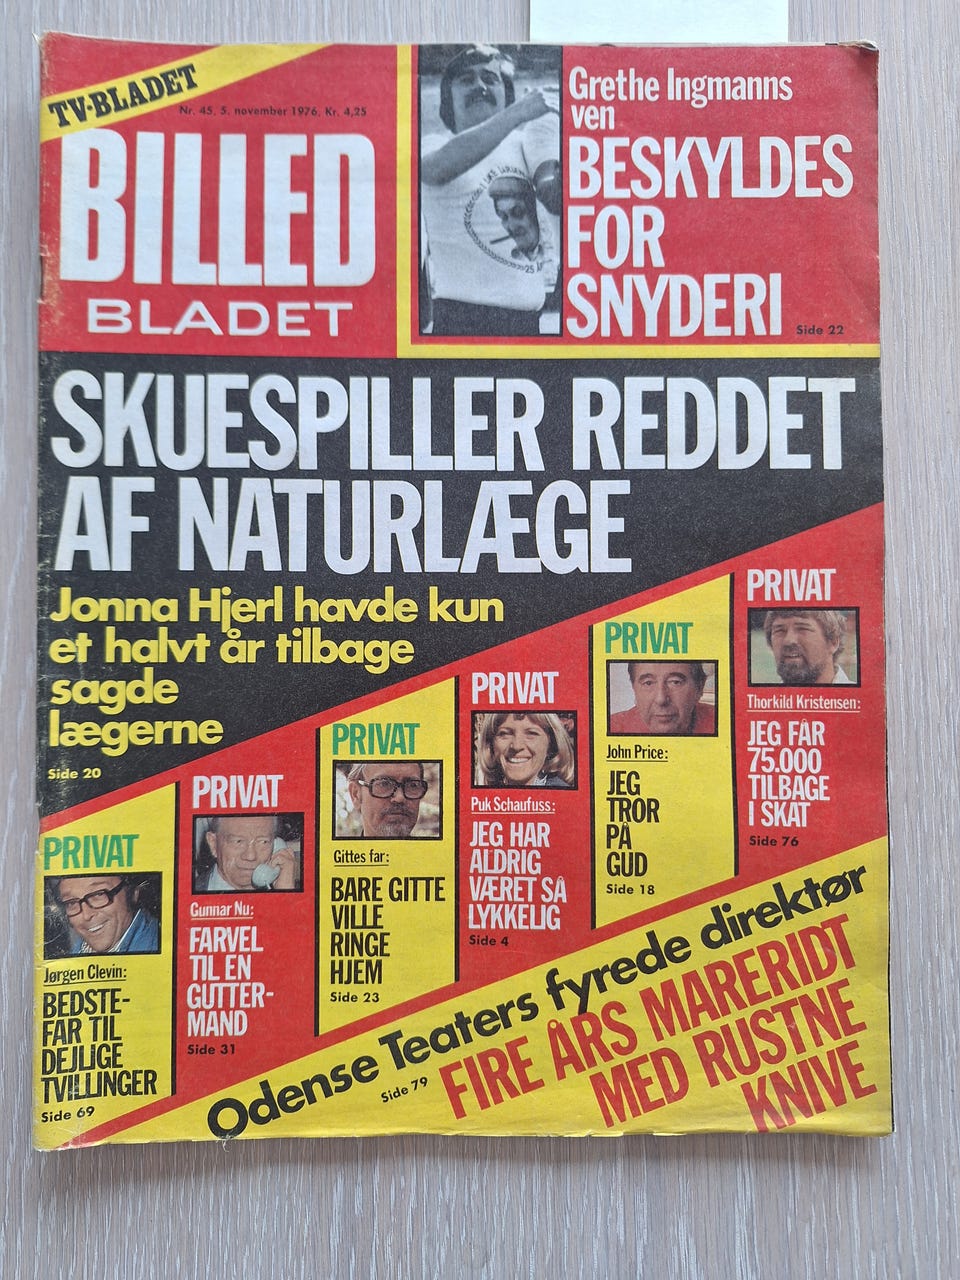 TV-BLADET
Nr. 45, 5. november 1976, Kr. 4,25
BILLED
BLADET
Grethe Ingmanns
ven
BESKYLDES
FOR
SNYDERI
Side 22
SKUESPILLER REDDET
AF NATURLÆGE
Jonna Hjerl havde kun
et halvt år tilbage
sagde
lægerne
Side 20
PRIVAT
Jørgen Clevin:
BEDSTE-
FAR TIL
DEJLIGE
TVILLINGER
Side 69
PRIVAT
Gunnar Nu:
FARVEL
TIL EN
GUTTER-
MAND
Side 31
PRIVAT
Gittes far:
BARE GITTE
VILLE
RINGE
HJEM
Side 23
PRIVAT
Puk Schaufuss:
JEG HAR
ALDRIG
VÆRET SÅ
LYKKELIG
Side 4
PRIVAT
John Price:
JEG
TROR
PÅ
GUD
Side 18
PRIVAT
Thorkild Kristensen:
JEG FÅR
75.000
TILBAGE
I SKAT
Side 76
Odense Teaters fyrede direktør
Side 79
FIRE ÅRS MARERIDT
MED RUSTNE
KNIVE